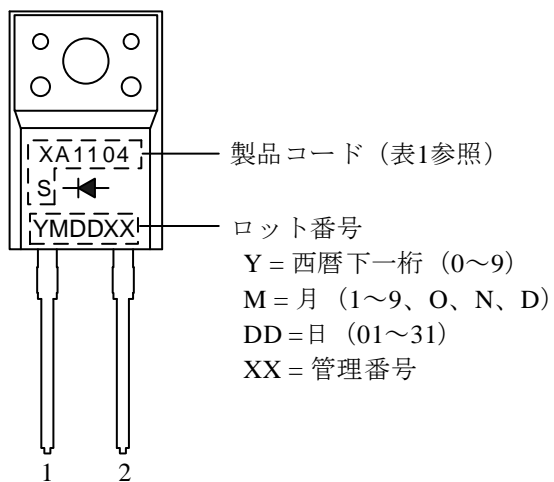 XA1104
S
YMDDXX
製品コード（表1参照）
ロット番号
Y = 西暦下一桁（0～9）
M = 月（1～9、O、N、D）
DD =日（01～31）
XX = 管理番号
1 2